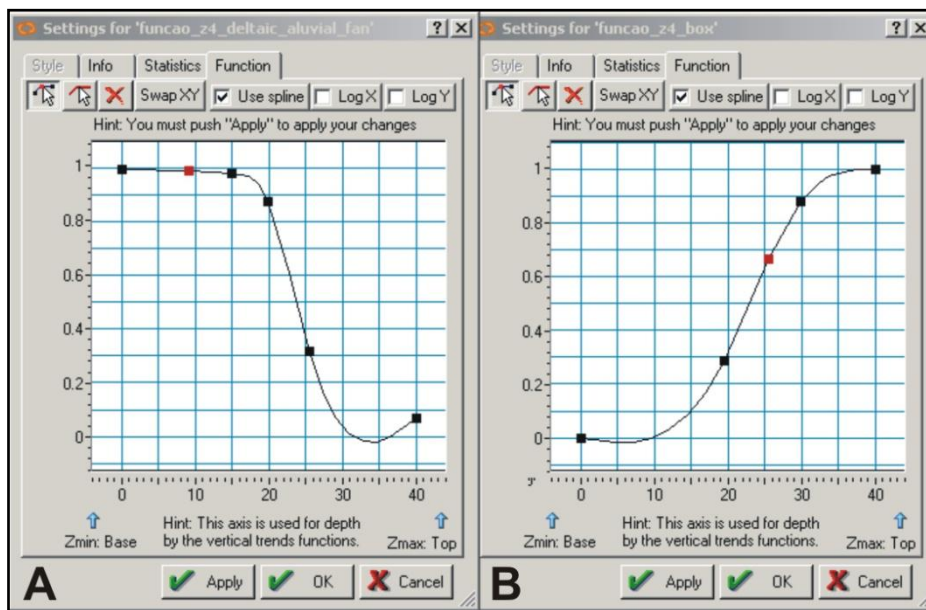 Settings for 'funcao_z4_deltaic_aluvial_fan'
Style Info Statistics Function
Swap XY Use spline Log X Log Y
Hint: You must push "Apply" to apply your changes
1
0.8
0.6
0.4
0.2
0
0 10 20 30 40
Zmin: Base
Hint: This axis is used for depth
by the vertical trends functions.
Zmax: Top
A
Apply OK Cancel
Settings for 'funcao_z4_box'
Style Info Statistics Function
Swap XY Use spline Log X Log Y
Hint: You must push "Apply" to apply your changes
1
0.8
0.6
0.4
0.2
0
0 10 20 30 40
Zmin: Base
Hint: This axis is used for depth
by the vertical trends functions.
Zmax: Top
B
Apply OK Cancel